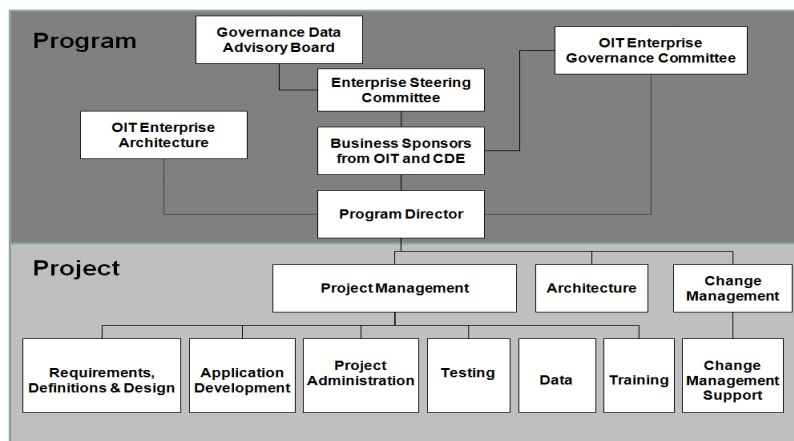 Program
Governance Data
Advisory Board
OIT Enterprise
Governance Committee
Enterprise Steering
Committee
OIT Enterprise
Architecture
Business Sponsors
from OIT and CDE
Program Director
Project
Project Management
Architecture
Change
Management
Requirements,
Definitions & Design
Application
Development
Project
Administration
Testing
Data
Training
Change
Management
Support